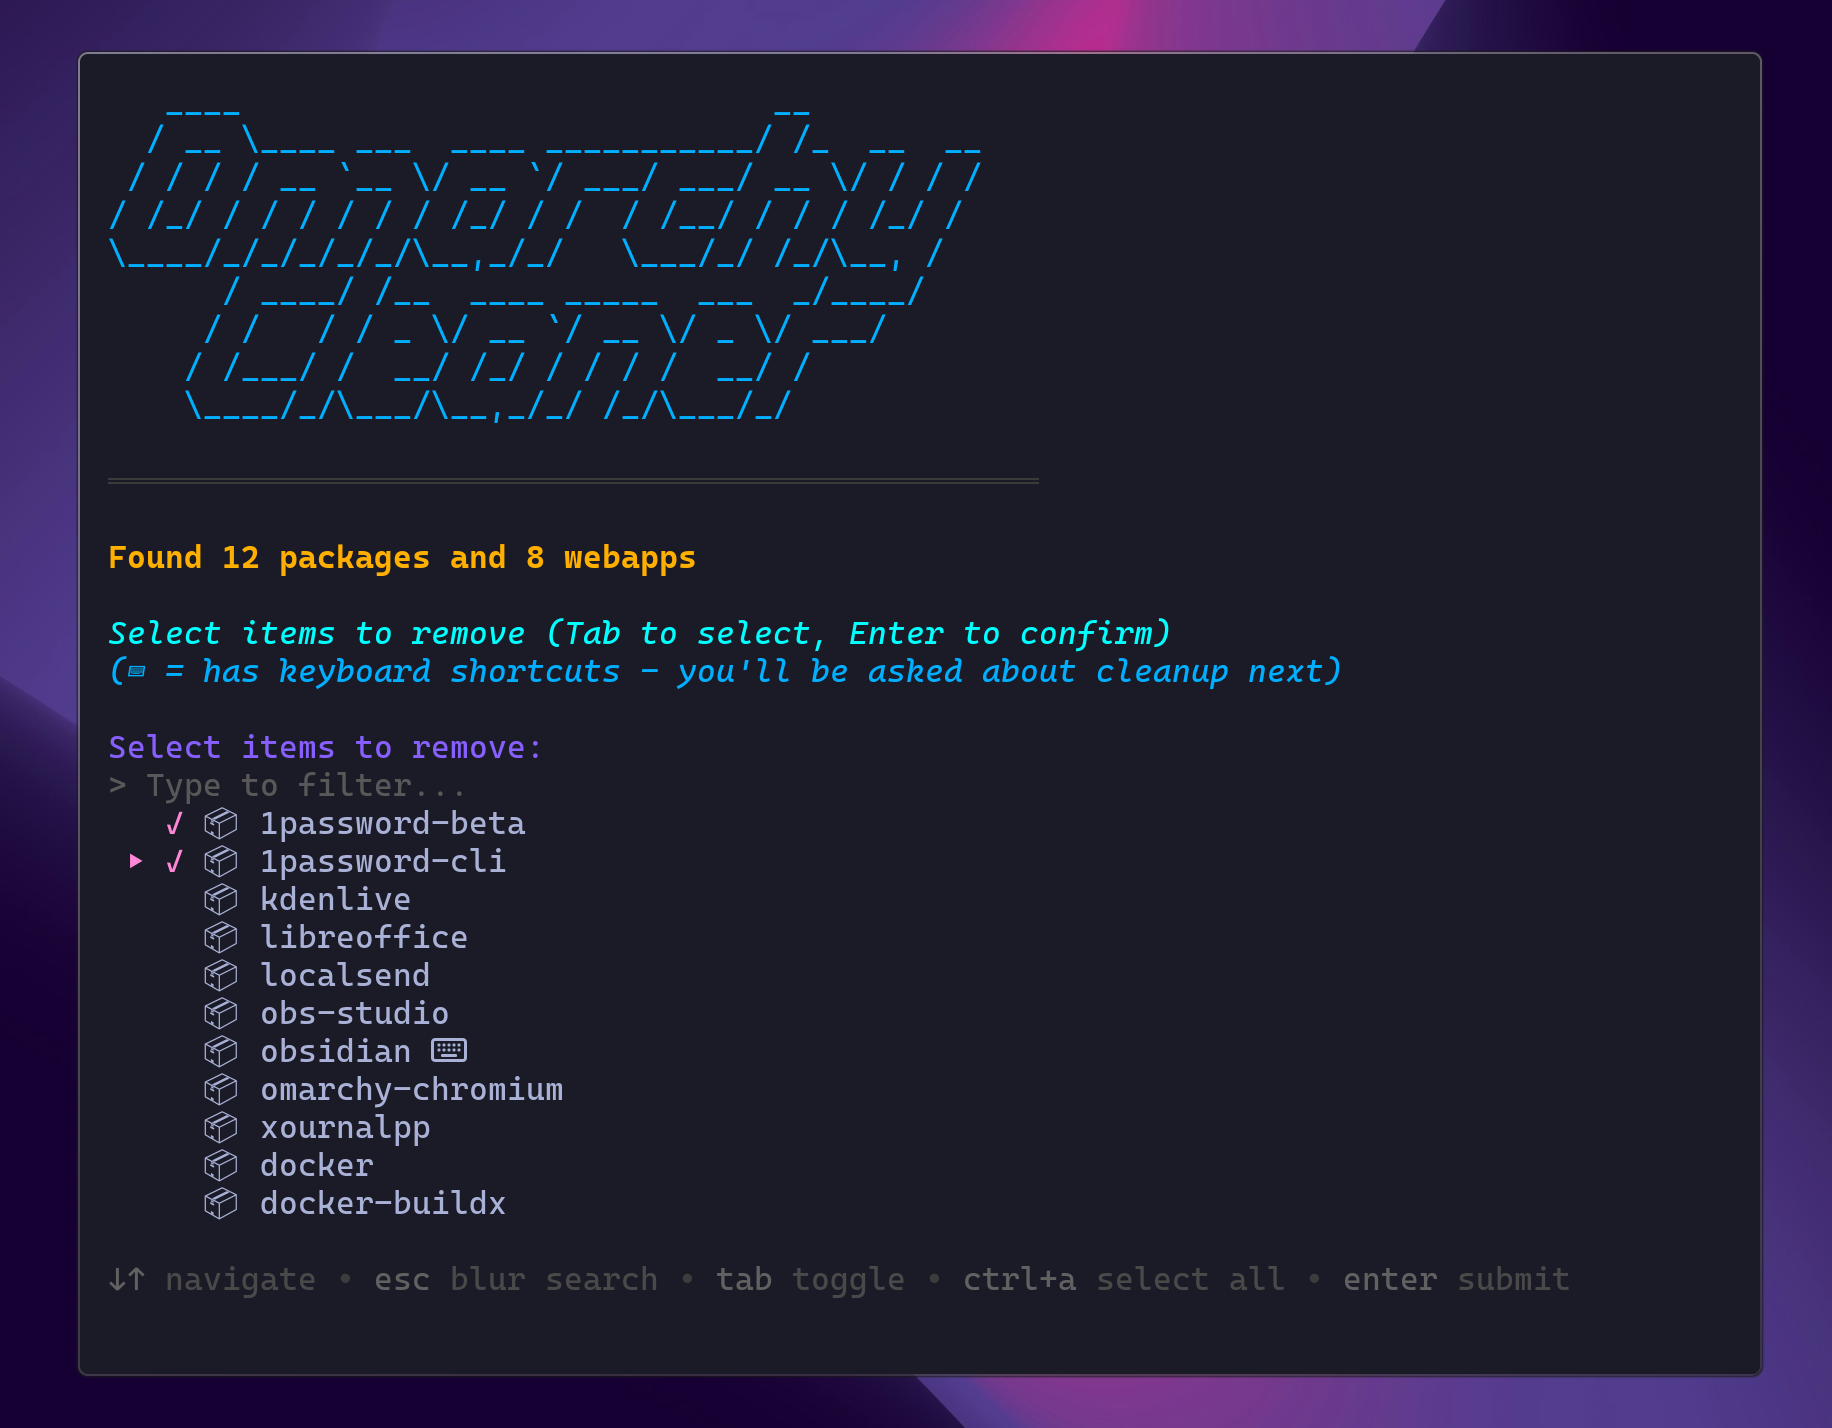 Omarchy
Cleaner
Found 12 packages and 8 webapps
Select items to remove (Tab to select, Enter to confirm)
(⌨ = has keyboard shortcuts - you'll be asked about cleanup next)
Select items to remove:
> Type to filter...
✓ 📦 1password-beta
▸ ✓ 📦 1password-cli
📦 kdenlive
📦 libreoffice
📦 localsend
📦 obs-studio
📦 obsidian ⌨
📦 omarchy-chromium
📦 xournalpp
📦 docker
📦 docker-buildx
↓↑ navigate • esc blur search • tab toggle • ctrl+a select all • enter submit